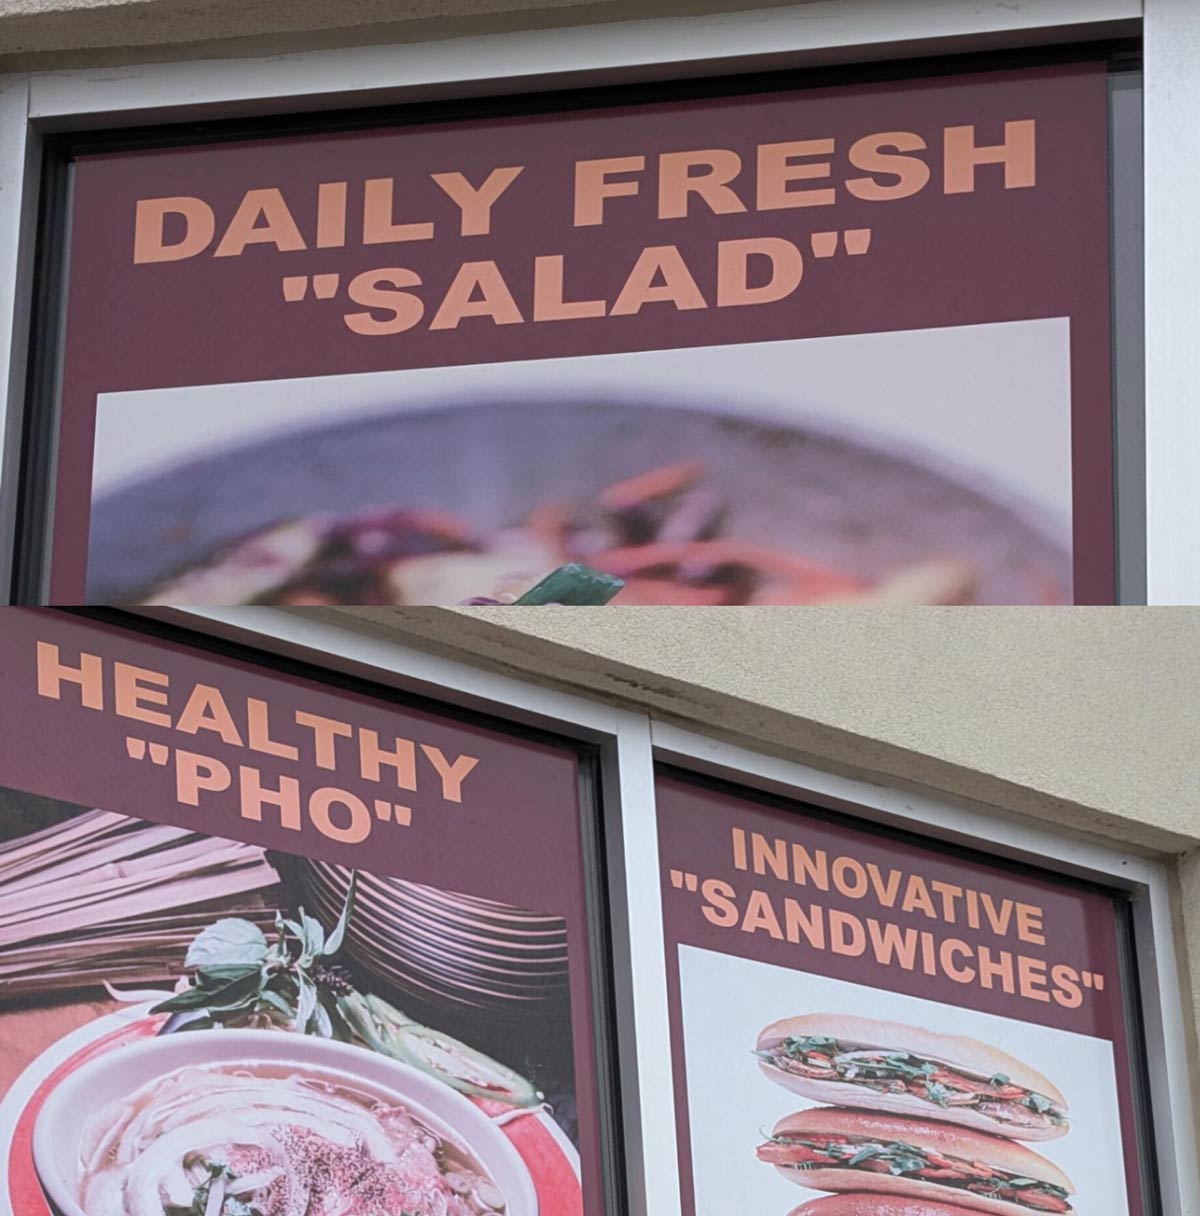 DAILY FRESH
"SALAD"
HEALTHY
"PHO"
INNOVATIVE
"SANDWICHES"